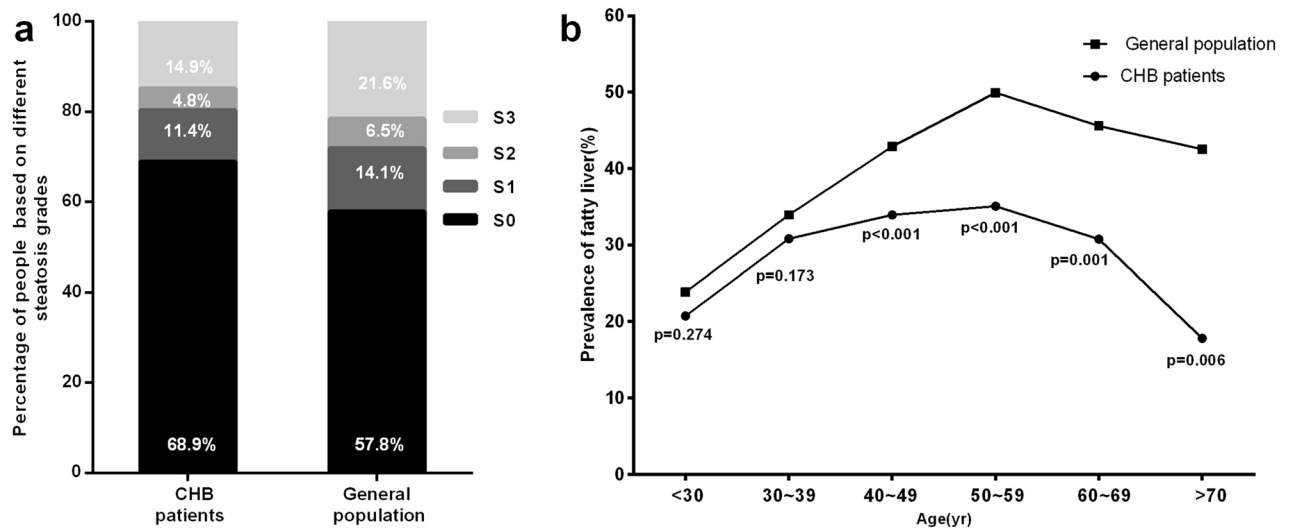 a
Percentage of people based on different
steatosis grades
100
80
60
40
20
0
14.9%
4.8%
11.4%
68.9%
21.6%
6.5%
14.1%
57.8%
CHB
patients
General
population
S3
S2
S1
S0
b
Prevalence of fatty liver(%)
60
50
40
30
20
10
0
General population
CHB patients
p=0.274
p=0.173
p<0.001
p<0.001
p=0.001
p=0.006
<30
30~39
40~49
50~59
60~69
>70
Age(yr)